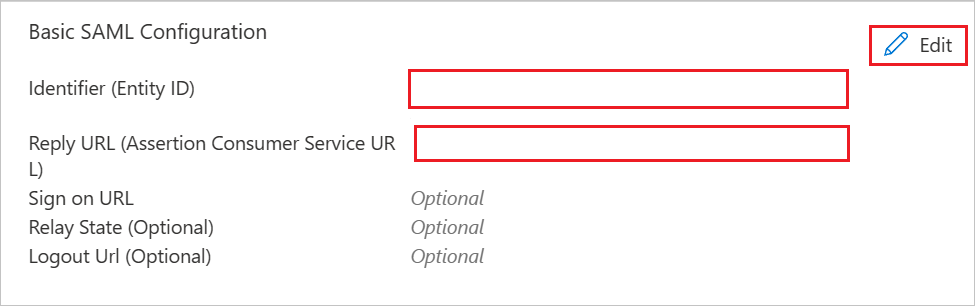 Basic SAML Configuration
Edit
Identifier (Entity ID)
Reply URL (Assertion Consumer Service UR
L)
Sign on URL Optional
Relay State (Optional) Optional
Logout Url (Optional) Optional